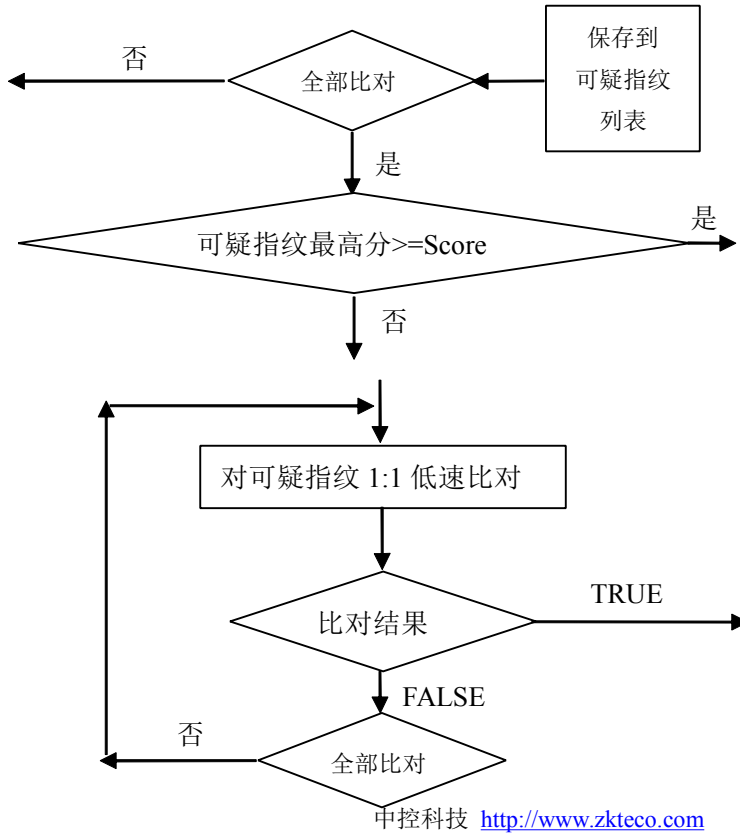 否
全部比对
保存到
可疑指纹
列表
是
可疑指纹最高分>=Score
是
否
对可疑指纹 1:1 低速比对
比对结果
TRUE
FALSE
否
全部比对
中控科技 http://www.zkteco.com